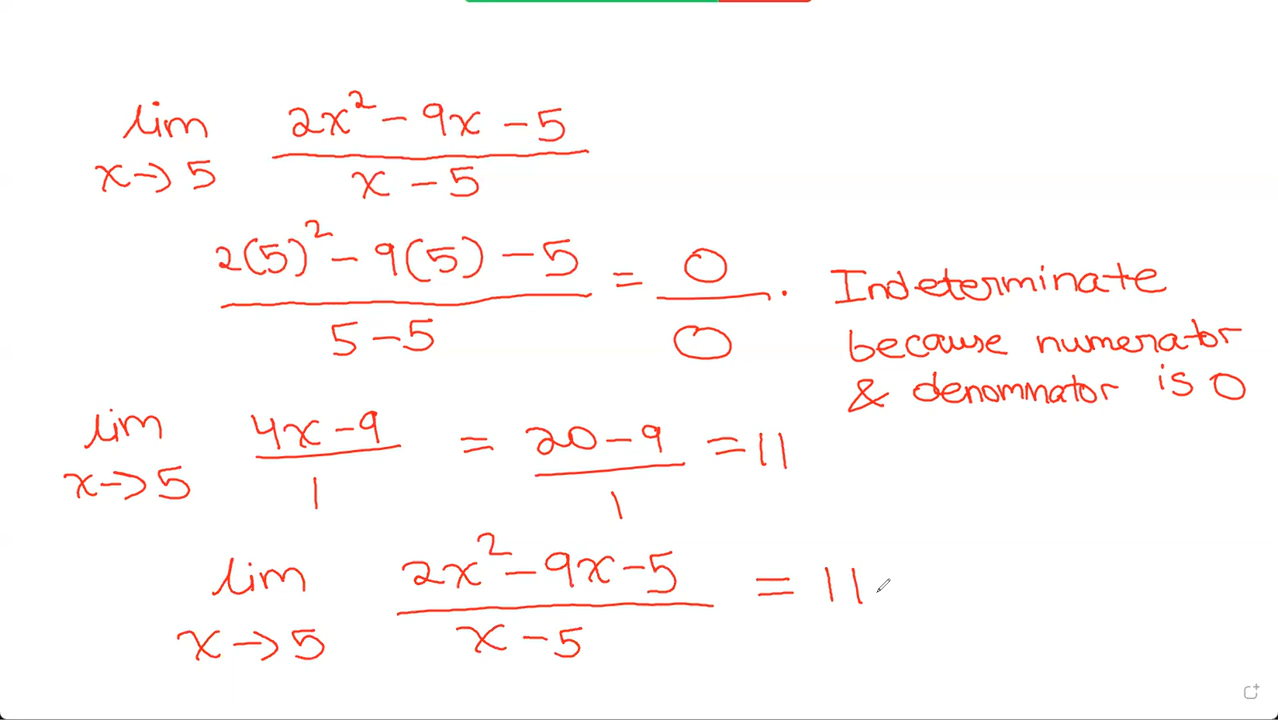 lim x→5 (2x² - 9x - 5)/(x - 5)
(2(5)² - 9(5) - 5)/(5 - 5) = 0/0 .
Indeterminate
because numerator
& denomnator is 0
lim x→5 (4x - 9)/1 = (20 - 9)/1 = 11
lim x→5 (2x² - 9x - 5)/(x - 5) = 11